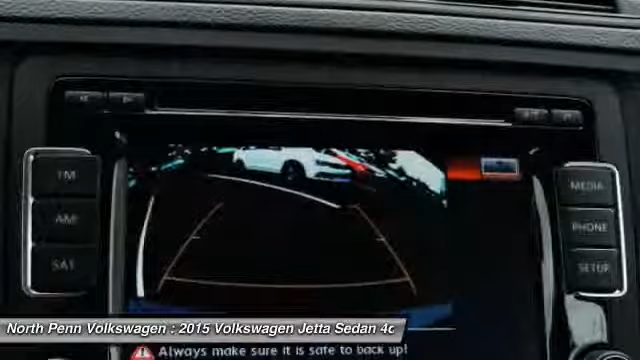 FM
AM
SAT
MEDIA
PHONE
SETUP
North Penn Volkswagen : 2015 Volkswagen Jetta Sedan 4d
Always make sure it is safe to back up!